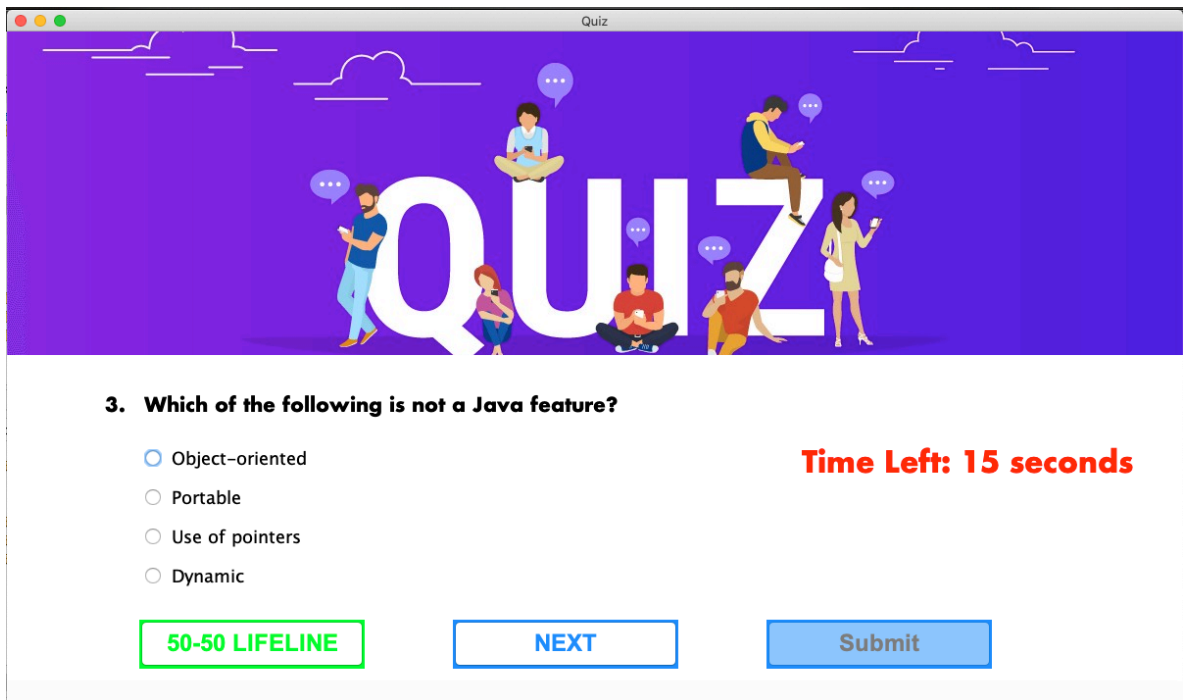 Quiz
QUIZ
3. Which of the following is not a Java feature?
Object-oriented
Time Left: 15 seconds
Portable
Use of pointers
Dynamic
50-50 LIFELINE
NEXT
Submit